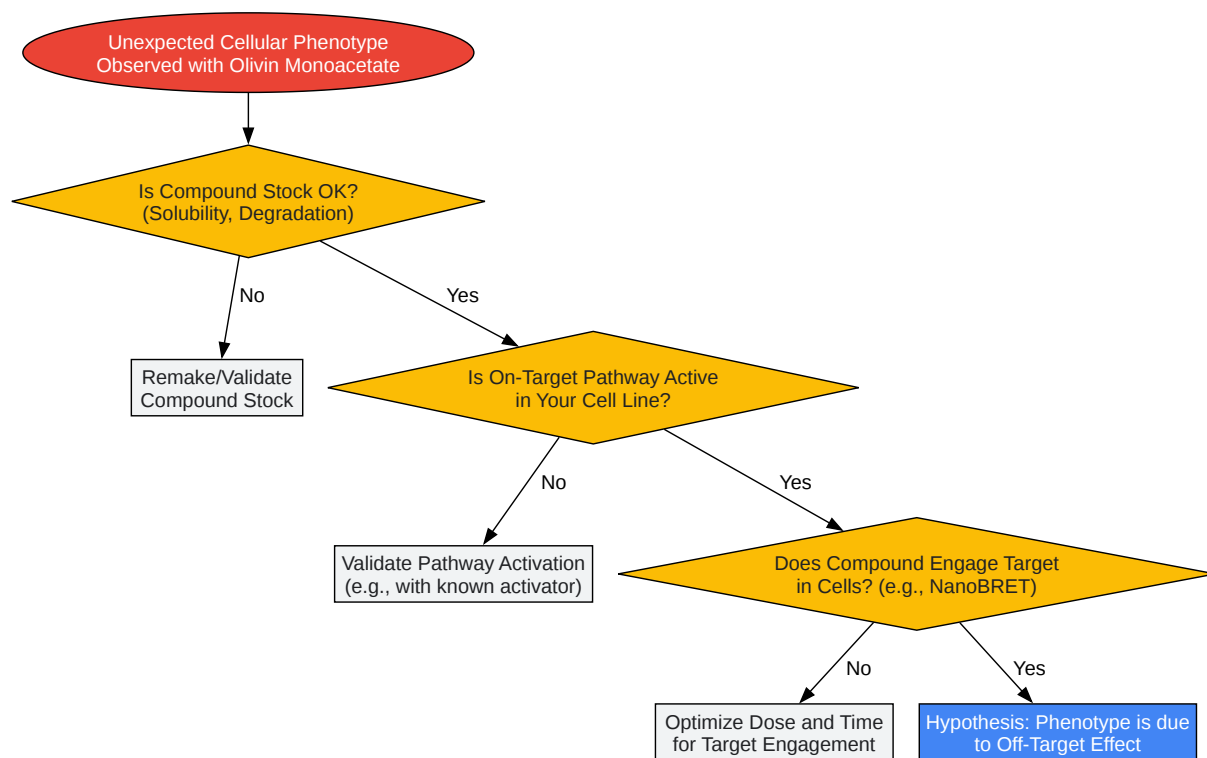 Unexpected Cellular Phenotype
Observed with Olivin Monoacetate
Is Compound Stock OK?
(Solubility, Degradation)
No
Yes
Remake/Validate
Compound Stock
Is On-Target Pathway Active
in Your Cell Line?
No
Yes
Validate Pathway Activation
(e.g., with known activator)
Does Compound Engage Target
in Cells? (e.g., NanoBRET)
No
Yes
Optimize Dose and Time
for Target Engagement
Hypothesis: Phenotype is due
to Off-Target Effect